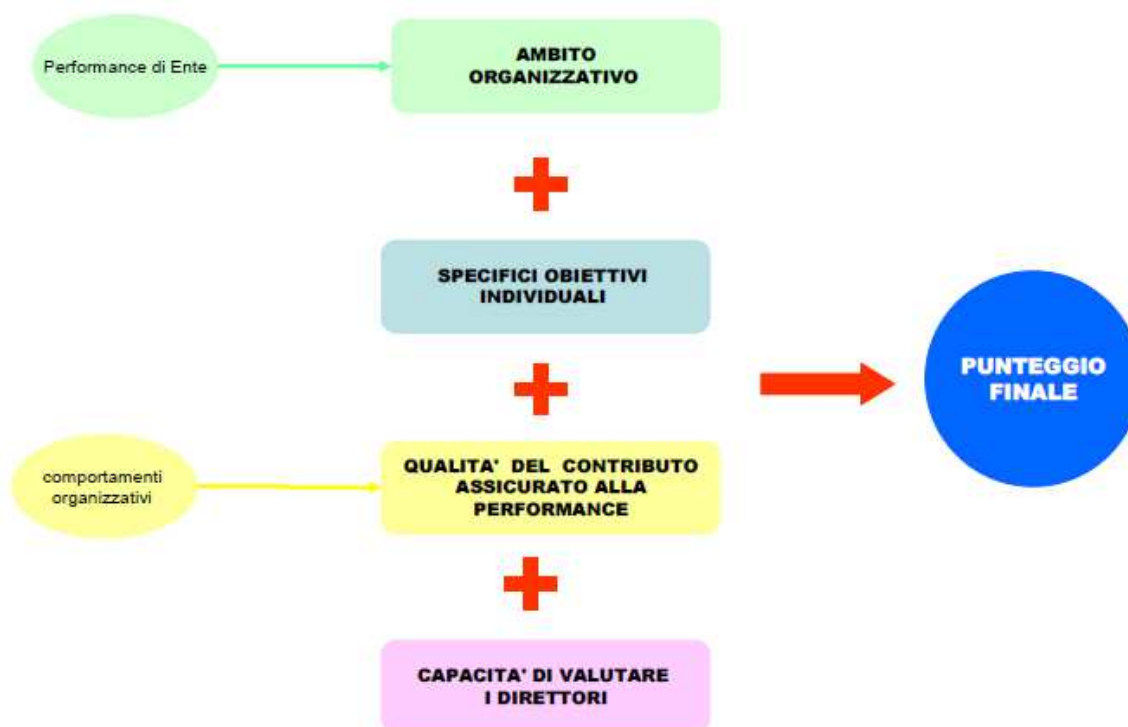 Performance di Ente
AMBITO
ORGANIZZATIVO
SPECIFICI OBIETTIVI
INDIVIDUALI
PUNTEGGIO
FINALE
comportamenti
organizzativi
QUALITA' DEL CONTRIBUTO
ASSICURATO ALLA
PERFORMANCE
CAPACITA' DI VALUTARE
I DIRETTORI